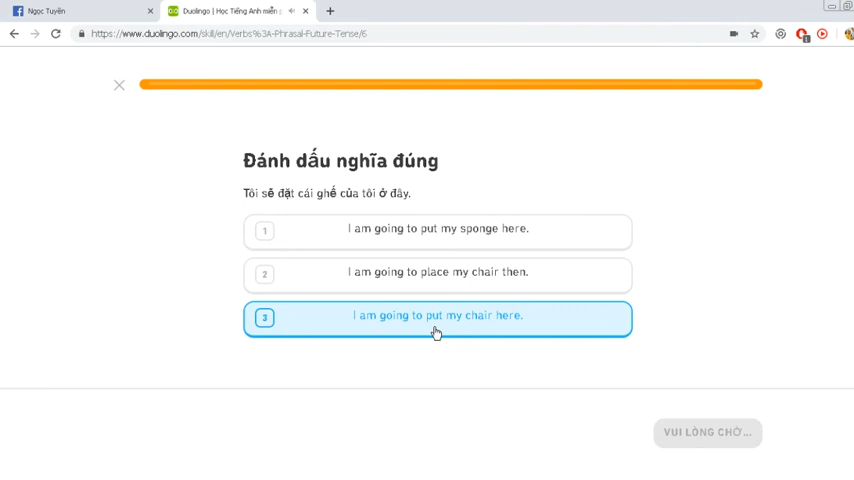 Ngọc Tuyền
Duolingo | Học Tiếng Anh miễn p
https://www.duolingo.com/skill/en/Verbs%3A-Phrasal-Future-Tense/6
1
Đánh dấu nghĩa đúng
Tôi sẽ đặt cái ghế của tôi ở đây.
1 I am going to put my sponge here.
2 I am going to place my chair then.
3 I am going to put my chair here.
VUI LÒNG CHỜ...